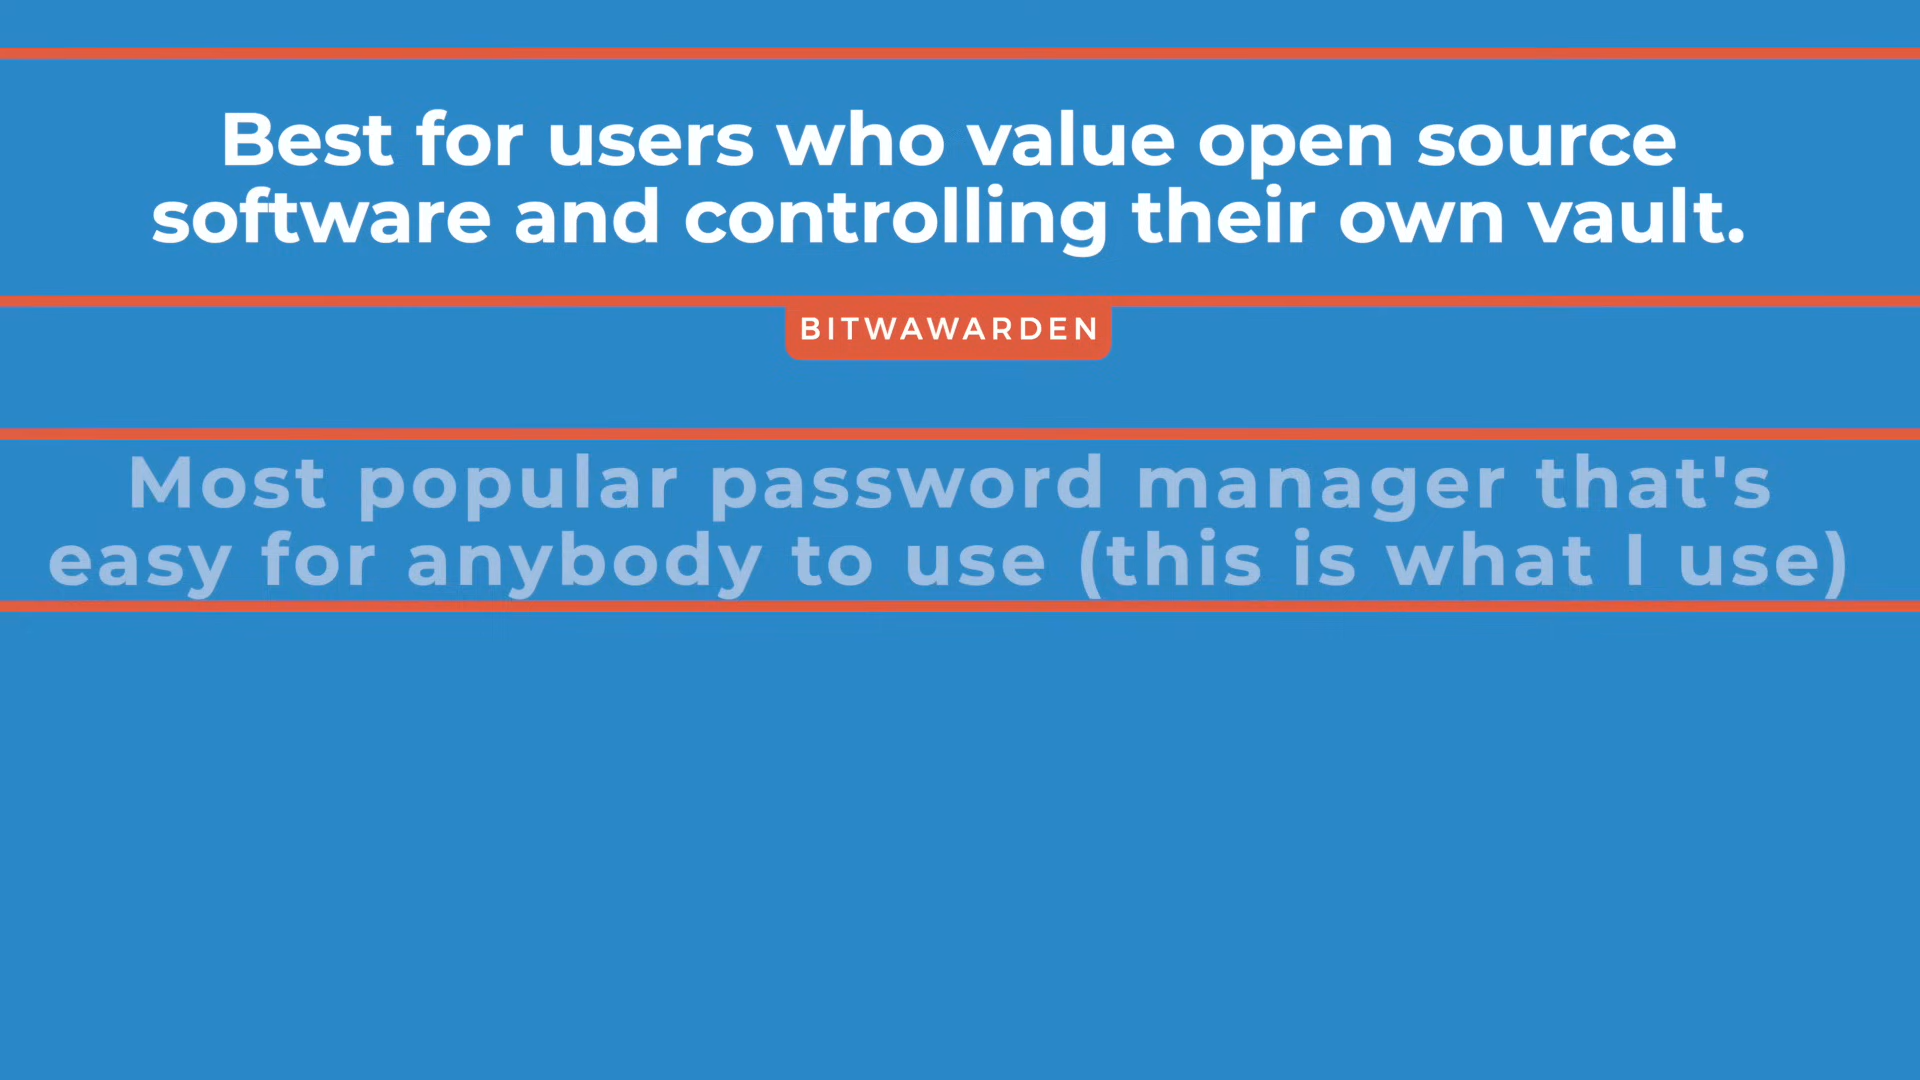 Best for users who value open source
software and controlling their own vault.
BITWAWARDEN
Most popular password manager that's
easy for anybody to use (this is what I use)